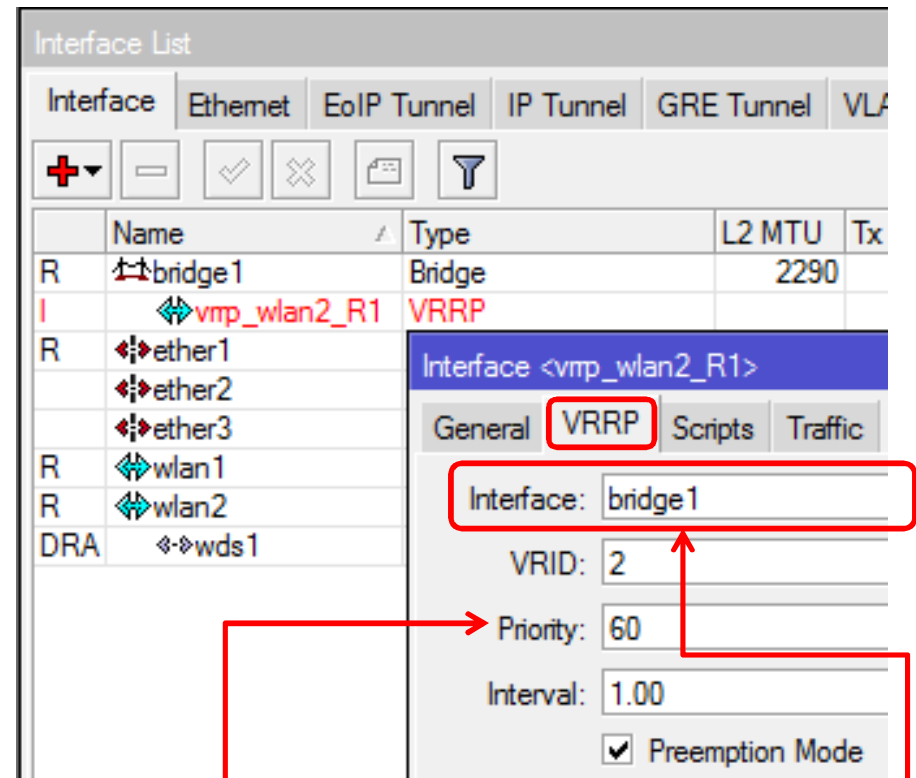 Interface List
Interface Ethernet EoIP Tunnel IP Tunnel GRE Tunnel VLA
Name Type L2 MTU Tx
R bridge1 Bridge 2290
I vrrp_wlan2_R1 VRRP
R ether1
ether2
ether3
R wlan1
R wlan2
DRA wds1
Interface <vrrp_wlan2_R1>
General VRRP Scripts Traffic
Interface: bridge1
VRID: 2
Priority: 60
Interval: 1.00
Preemption Mode